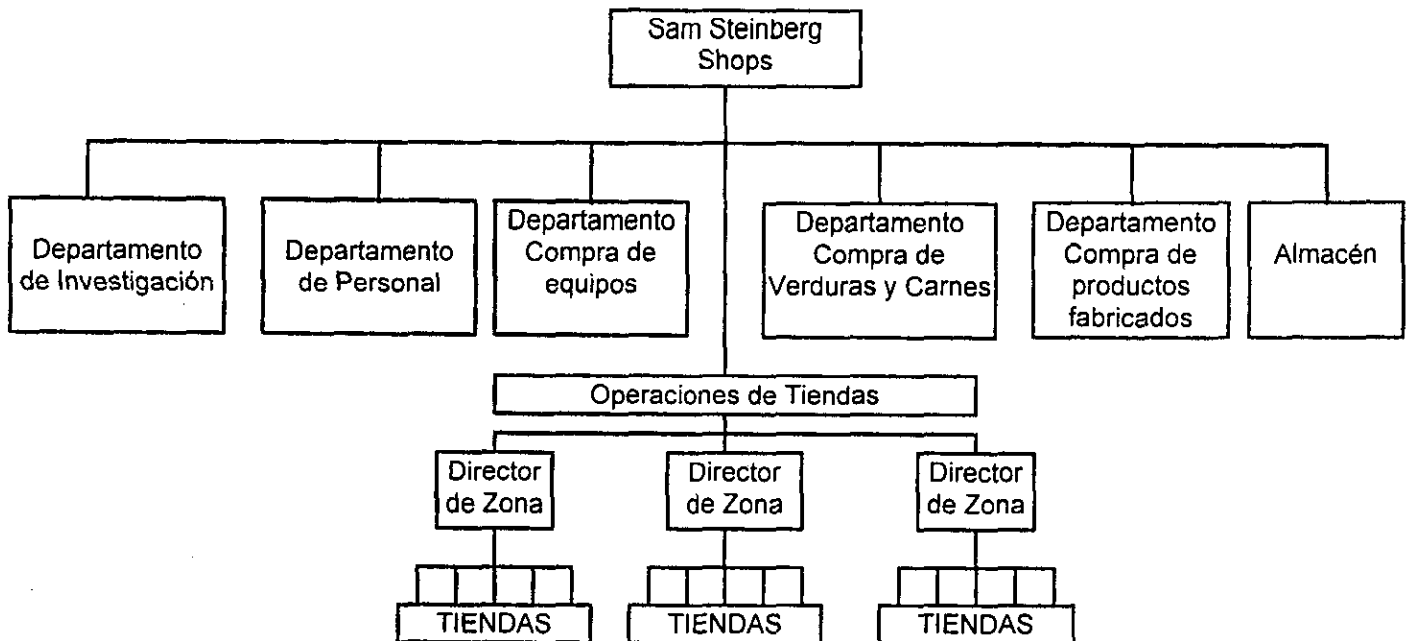 Sam Steinberg
Shops
Departamento
de Investigación
Departamento
de Personal
Departamento
Compra de
equipos
Departamento
Compra de
Verduras y Carnes
Departamento
Compra de
productos
fabricados
Almacén
Operaciones de Tiendas
Director
de Zona
Director
de Zona
Director
de Zona
TIENDAS
TIENDAS
TIENDAS